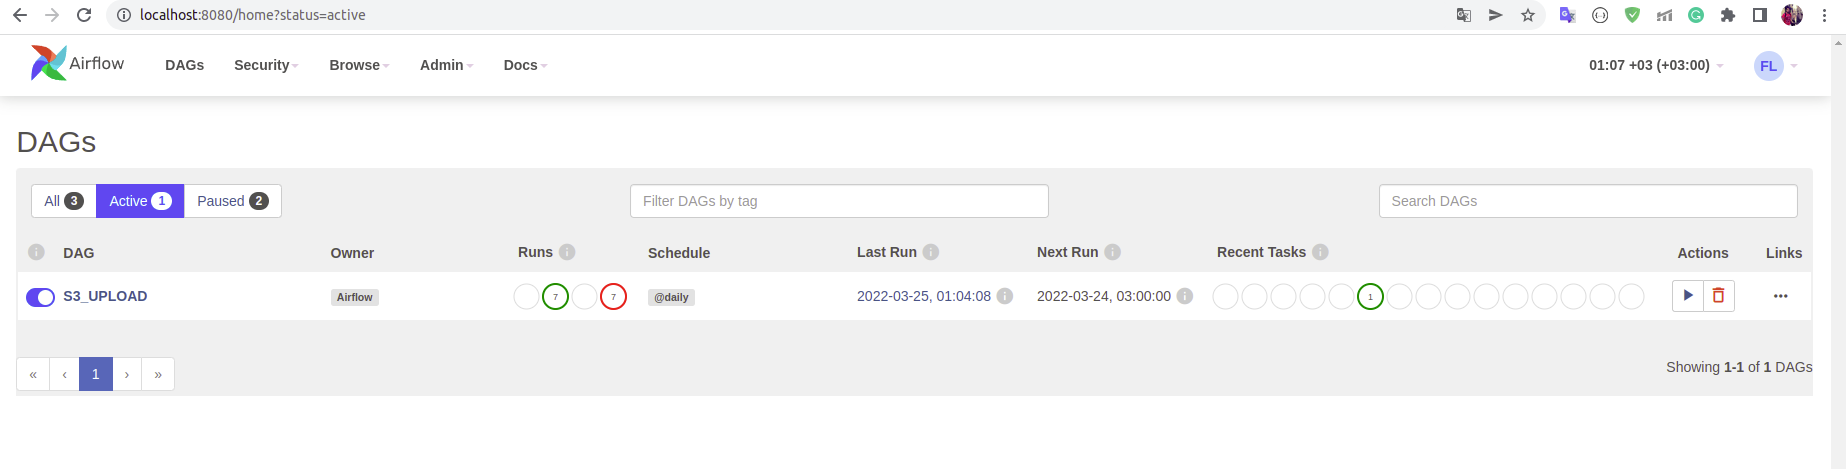 localhost:8080/home?status=active
Airflow DAGs Security Browse Admin Docs 01:07 +03 (+03:00) FL
DAGs
All 3 Active 1 Paused 2 Filter DAGs by tag Search DAGs
i DAG Owner Runs i Schedule Last Run i Next Run i Recent Tasks i Actions Links
S3_UPLOAD Airflow 7 7 @daily 2022-03-25, 01:04:08 i 2022-03-24, 03:00:00 i 1 ...
« ‹ 1 › » Showing 1-1 of 1 DAGs